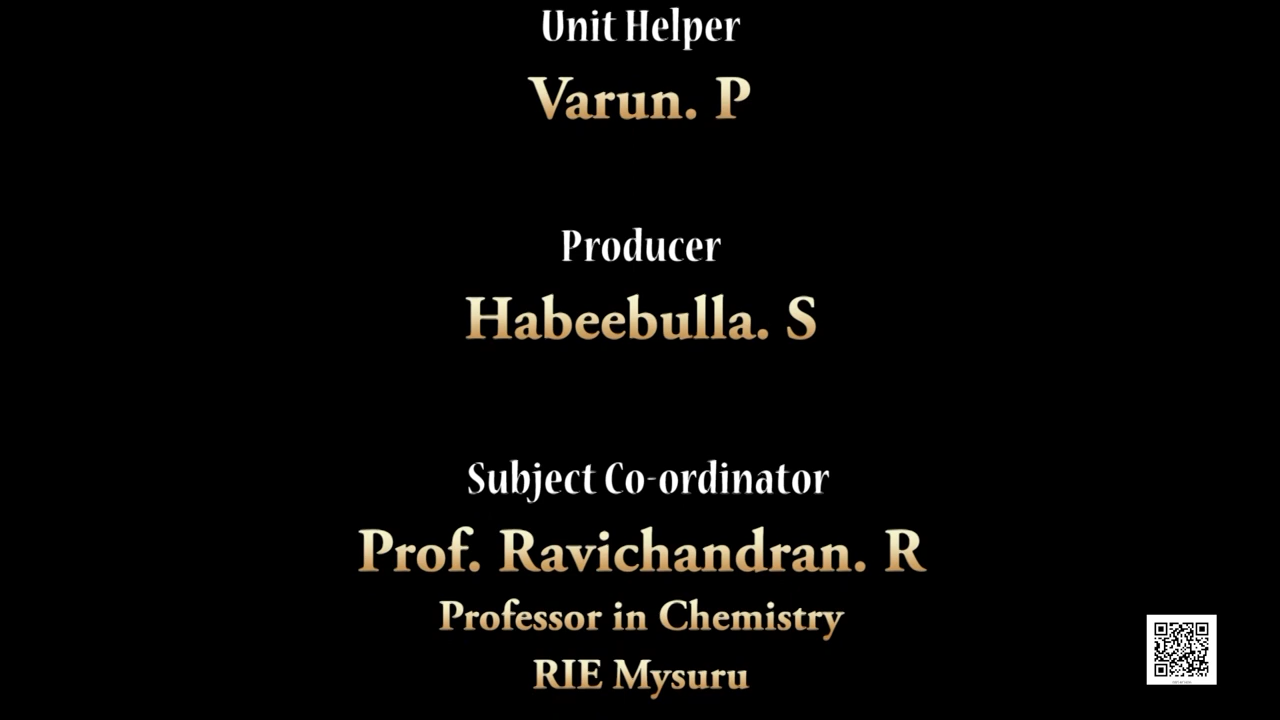 Unit Helper
Varun. P
Producer
Habeebulla. S
Subject Co-ordinator
Prof. Ravichandran. R
Professor in Chemistry
RIE Mysuru